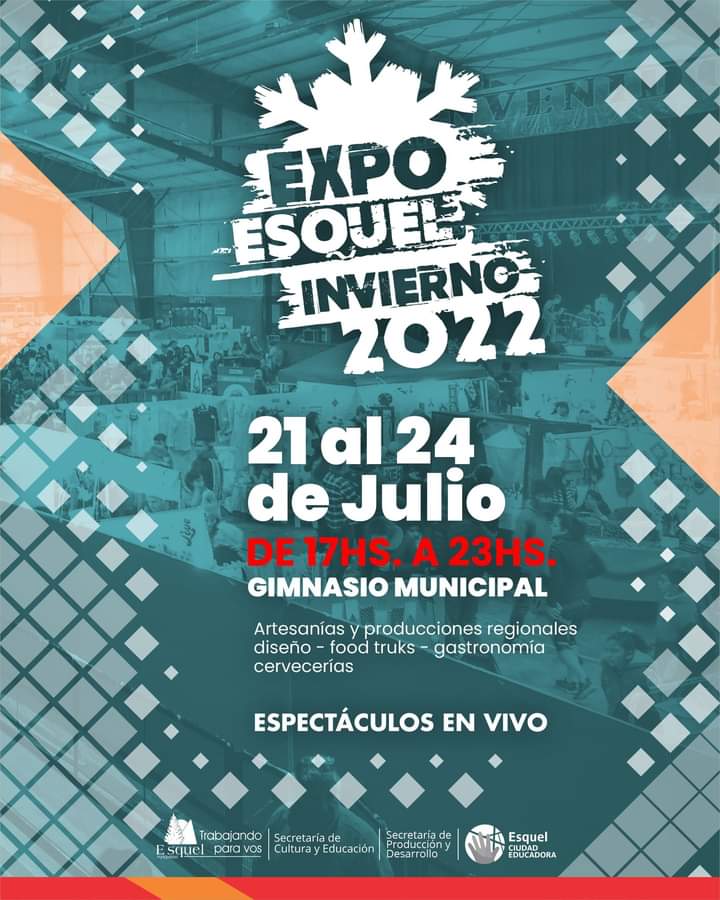 EXPO
ESQUEL
INVIERNO
2022
21 al 24
de Julio
DE 17HS. A 23HS.
GIMNASIO MUNICIPAL
Artesanías y producciones regionales
diseño - food truks - gastronomía
cervecerías
ESPECTÁCULOS EN VIVO
Esquel
Trabajando
para vos
Secretaría de
Cultura y Educación
Secretaría de
Producción y
Desarrollo
Esquel
CIUDAD
EDUCADORA